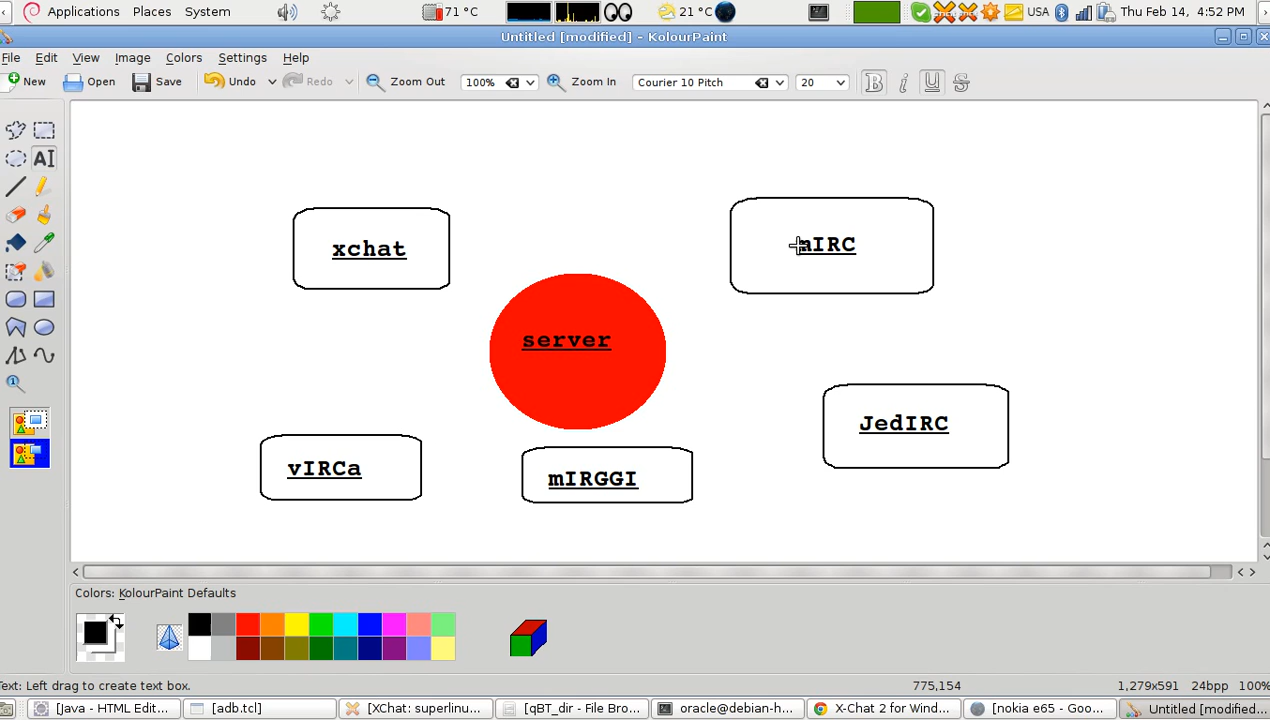 Applications Places System 71 °C 21 °C USA Thu Feb 14, 4:52 PM
Untitled [modified] - KolourPaint
File Edit View Image Colors Settings Help
New Open Save Undo Redo Zoom Out 100% Zoom In Courier 10 Pitch 20 B i U S
xchat
mIRC
server
JedIRC
vIRCa
mIRGGI
Colors: KolourPaint Defaults
Text: Left drag to create text box. 775,154 1,279x591 24bpp 100%
[Java - HTML Edit... [adb.tcl] [XChat: superlinu... [qBT_dir - File Bro... oracle@debian-h... X-Chat 2 for Wind... [nokia e65 - Goo... Untitled [modified...